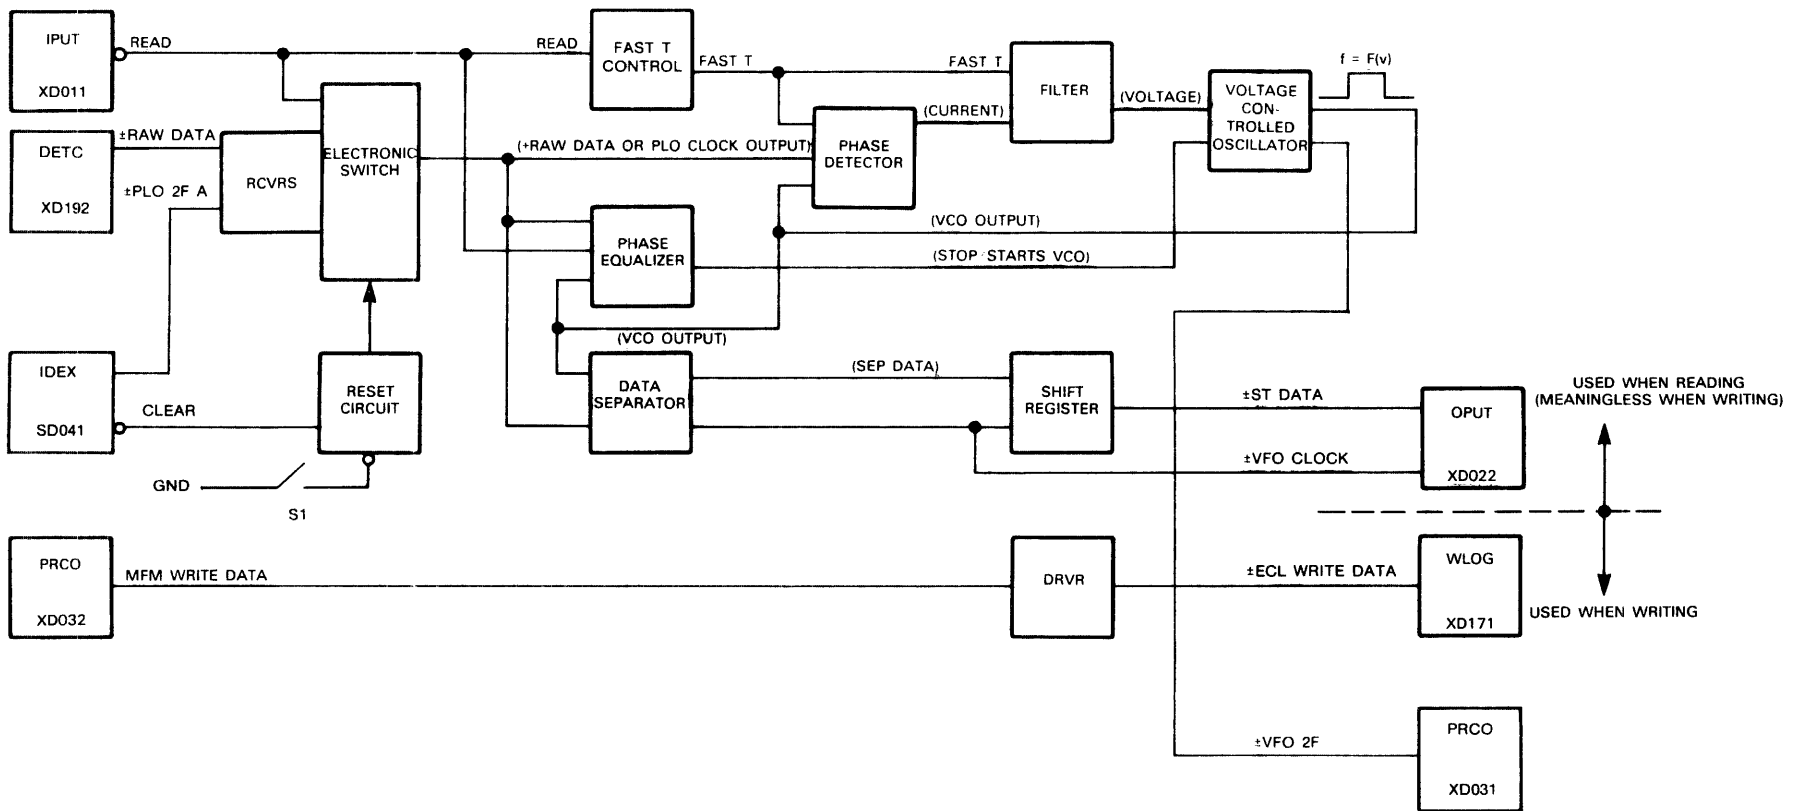 IPUT
XD011
READ
READ
FAST T
CONTROL
FAST T
FAST T
FILTER
(VOLTAGE)
VOLTAGE
CON-
TROLLED
OSCILLATOR
f = F(v)
DETC
XD192
±RAW DATA
±PLO 2F A
RCVRS
ELECTRONIC
SWITCH
(+RAW DATA OR PLO CLOCK OUTPUT)
PHASE
DETECTOR
(CURRENT)
PHASE
EQUALIZER
(VCO OUTPUT)
(STOP STARTS VCO)
(VCO OUTPUT)
IDEX
SD041
CLEAR
RESET
CIRCUIT
GND
S1
DATA
SEPARATOR
(SEP DATA)
SHIFT
REGISTER
±ST DATA
±VFO CLOCK
OPUT
XD022
USED WHEN READING
(MEANINGLESS WHEN WRITING)
PRCO
XD032
MFM WRITE DATA
DRVR
±ECL WRITE DATA
WLOG
XD171
USED WHEN WRITING
±VFO 2F
PRCO
XD031